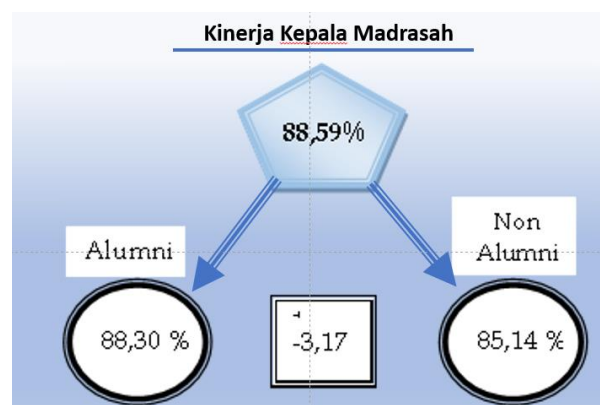 Kinerja Kepala Madrasah
88,59%
Alumni
Non
Alumni
88,30 %
-3,17
85,14 %